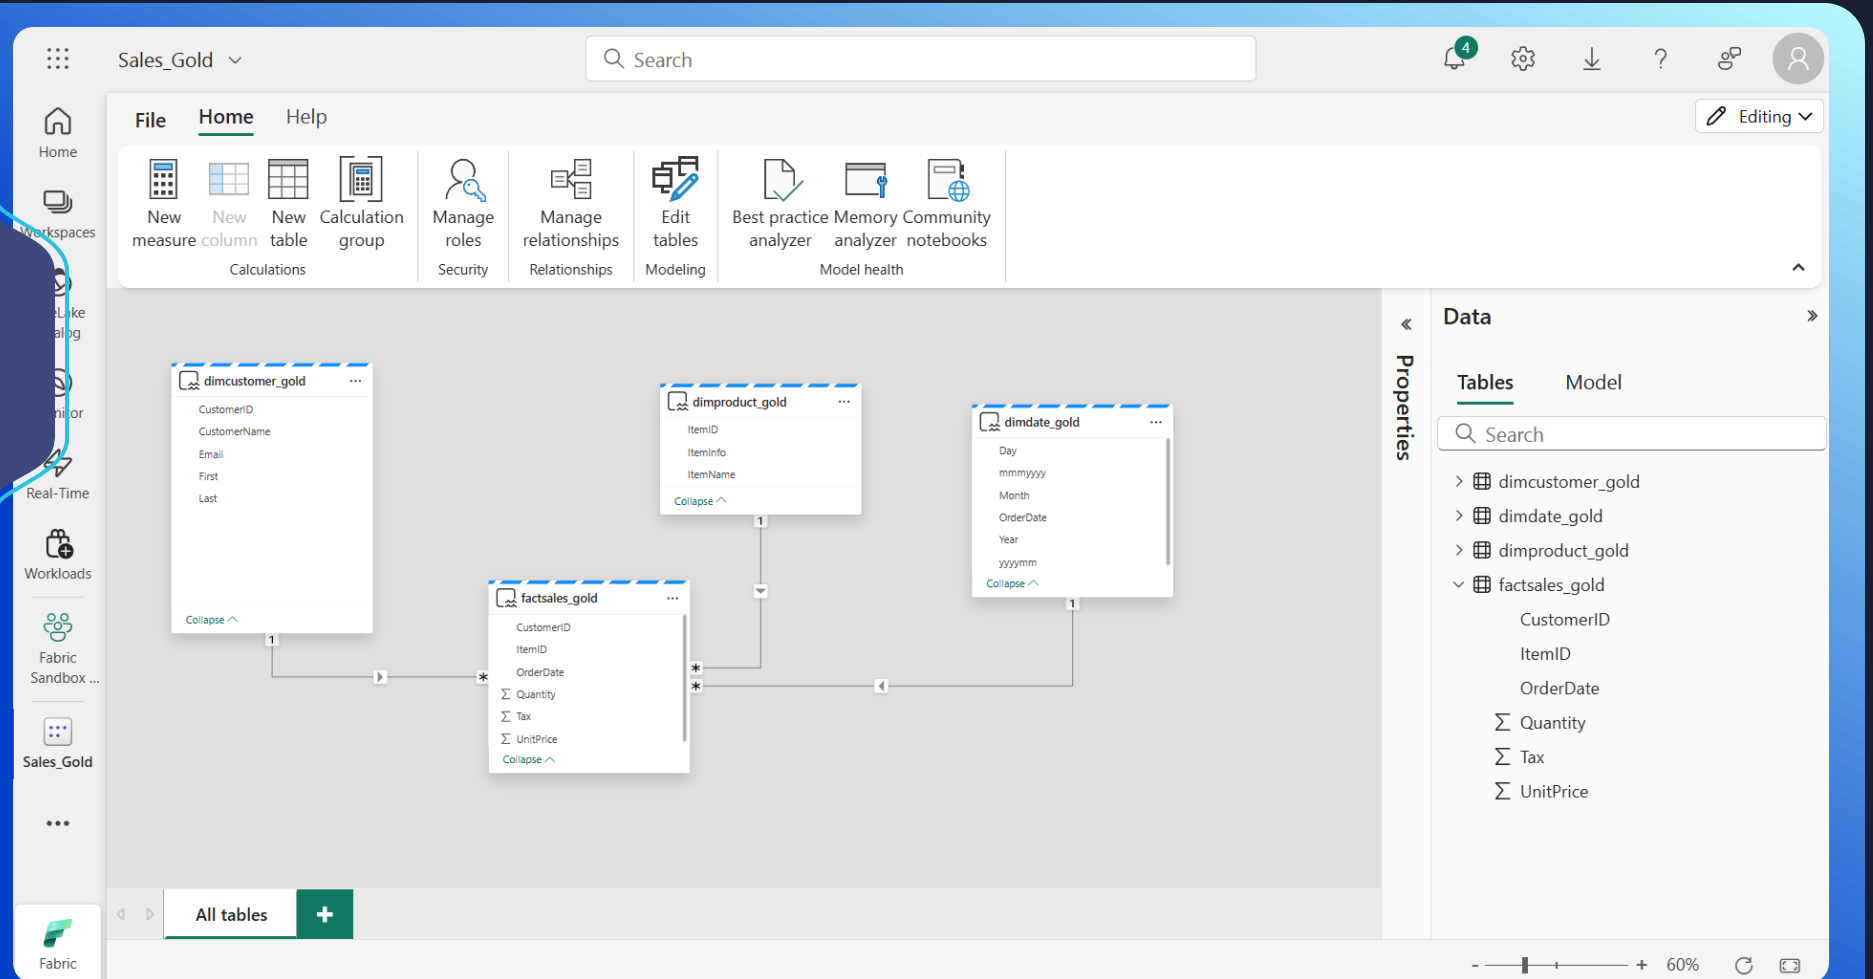 Sales_Gold
Search
4
File
Home
Help
Editing
New measure
New column
New table
Calculation group
Calculations
Manage roles
Security
Manage relationships
Relationships
Edit tables
Modeling
Best practice analyzer
Memory analyzer
Community notebooks
Model health
Home
Workspaces
Real-Time
Workloads
Fabric
Sandbox ...
Sales_Gold
Fabric
dimcustomer_gold
CustomerID
CustomerName
Email
First
Last
Collapse
1
*
dimproduct_gold
ItemID
ItemInfo
ItemName
Collapse
1
*
dimdate_gold
Day
mmmyyyy
Month
OrderDate
Year
yyyymm
Collapse
1
*
factsales_gold
CustomerID
ItemID
OrderDate
Σ Quantity
Σ Tax
Σ UnitPrice
Collapse
All tables
+
Properties
Data
Tables
Model
Search
dimcustomer_gold
dimdate_gold
dimproduct_gold
factsales_gold
CustomerID
ItemID
OrderDate
Σ Quantity
Σ Tax
Σ UnitPrice
- + 60%